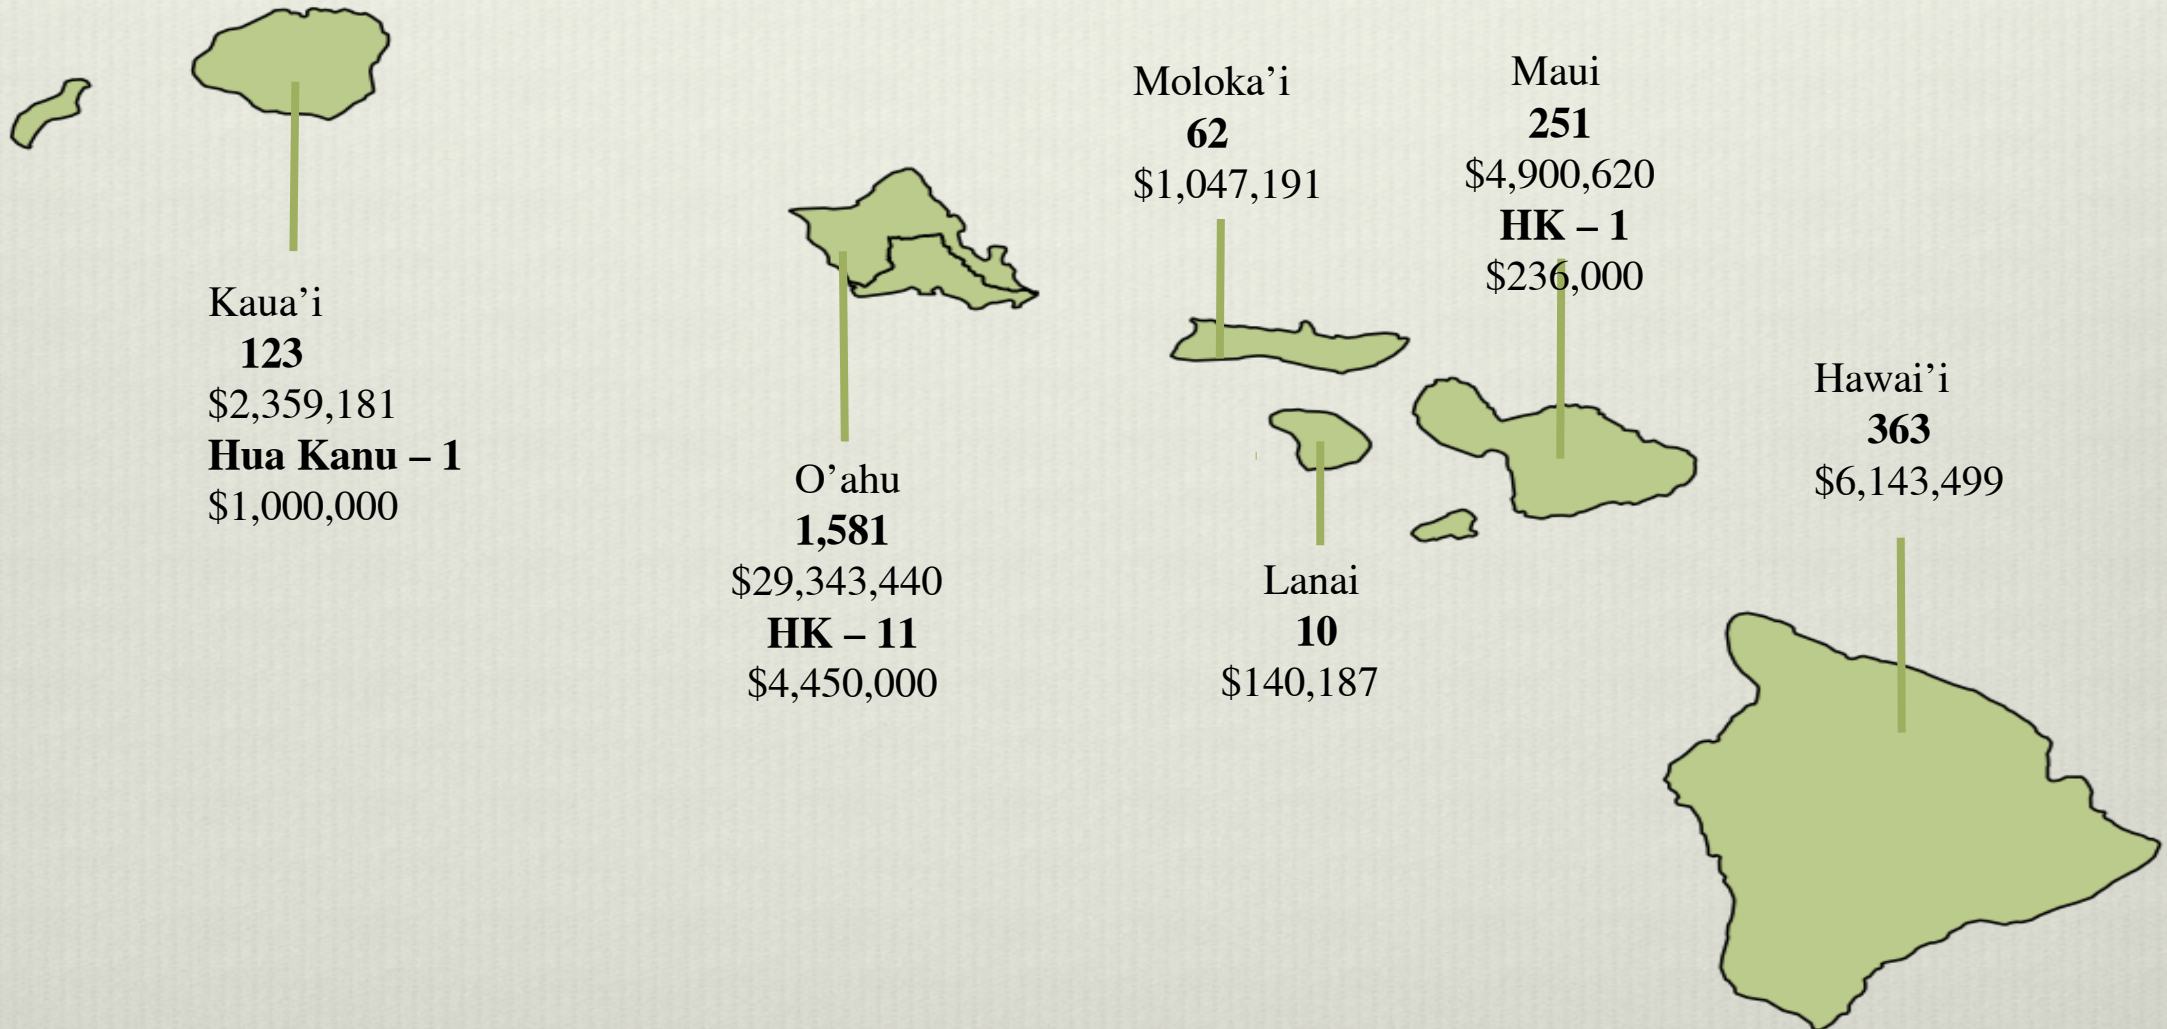 Kaua’i
123
$2,359,181
Hua Kanu – 1
$1,000,000
O’ahu
1,581
$29,343,440
HK – 11
$4,450,000
Moloka’i
62
$1,047,191
Lanai
10
$140,187
Maui
251
$4,900,620
HK – 1
$236,000
Hawai’i
363
$6,143,499